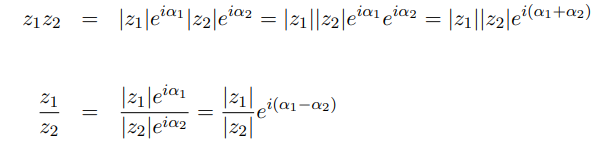 z₁z₂ = |z₁|e^{iα₁}|z₂|e^{iα₂} = |z₁||z₂|e^{iα₁}e^{iα₂} = |z₁||z₂|e^{i(α₁+α₂)}
z₁/z₂ = |z₁|e^{iα₁}/|z₂|e^{iα₂} = |z₁|/|z₂| e^{i(α₁−α₂)}